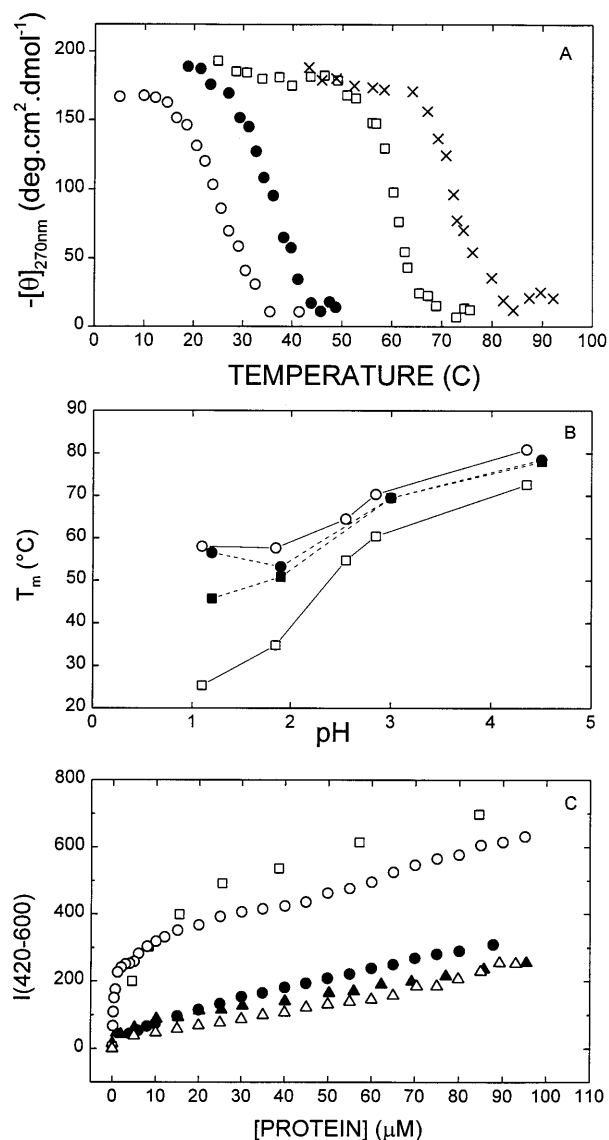 A
-[θ]270nm (deg.cm².dmol⁻¹)
200
150
100
50
0
0 10 20 30 40 50 60 70 80 90 100
TEMPERATURE (C)
B
Tm (°C)
90
80
70
60
50
40
30
20
0 1 2 3 4 5
pH
C
I(420-600)
800
600
400
200
0
0 10 20 30 40 50 60 70 80 90 100 110
[PROTEIN] (μM)